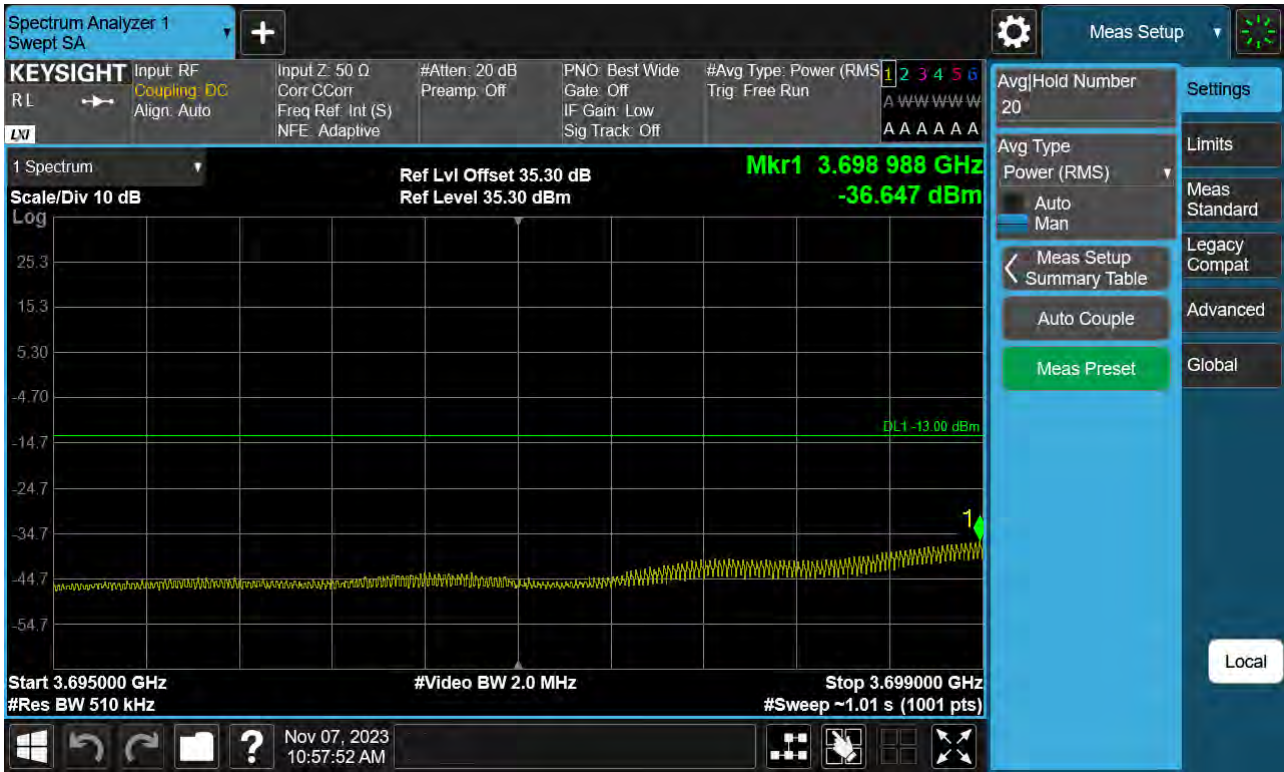 Spectrum Analyzer 1
Swept SA
+
Meas Setup
KEYSIGHT
RL
LXI
Input: RF
Coupling: DC
Align: Auto
Input Z: 50 Ω
Corr CCorr
Freq Ref: Int (S)
NFE: Adaptive
#Atten: 20 dB
Preamp: Off
PNO: Best Wide
Gate: Off
IF Gain: Low
Sig Track: Off
#Avg Type: Power (RMS
Trig: Free Run
1 2 3 4 5 6
A W W W W W
A A A A A A
1 Spectrum
Scale/Div 10 dB
Log
Ref Lvl Offset 35.30 dB
Ref Level 35.30 dBm
Mkr1 3.698 988 GHz
-36.647 dBm
25.3
15.3
5.30
-4.70
-14.7
-24.7
-34.7
-44.7
-54.7
DL1 -13.00 dBm
1
Start 3.695000 GHz
#Res BW 510 kHz
#Video BW 2.0 MHz
Stop 3.699000 GHz
#Sweep ~1.01 s (1001 pts)
Avg|Hold Number
20
Avg Type
Power (RMS)
Auto
Man
Meas Setup
Summary Table
Auto Couple
Meas Preset
Settings
Limits
Meas
Standard
Legacy
Compat
Advanced
Global
Local
?
Nov 07, 2023
10:57:52 AM